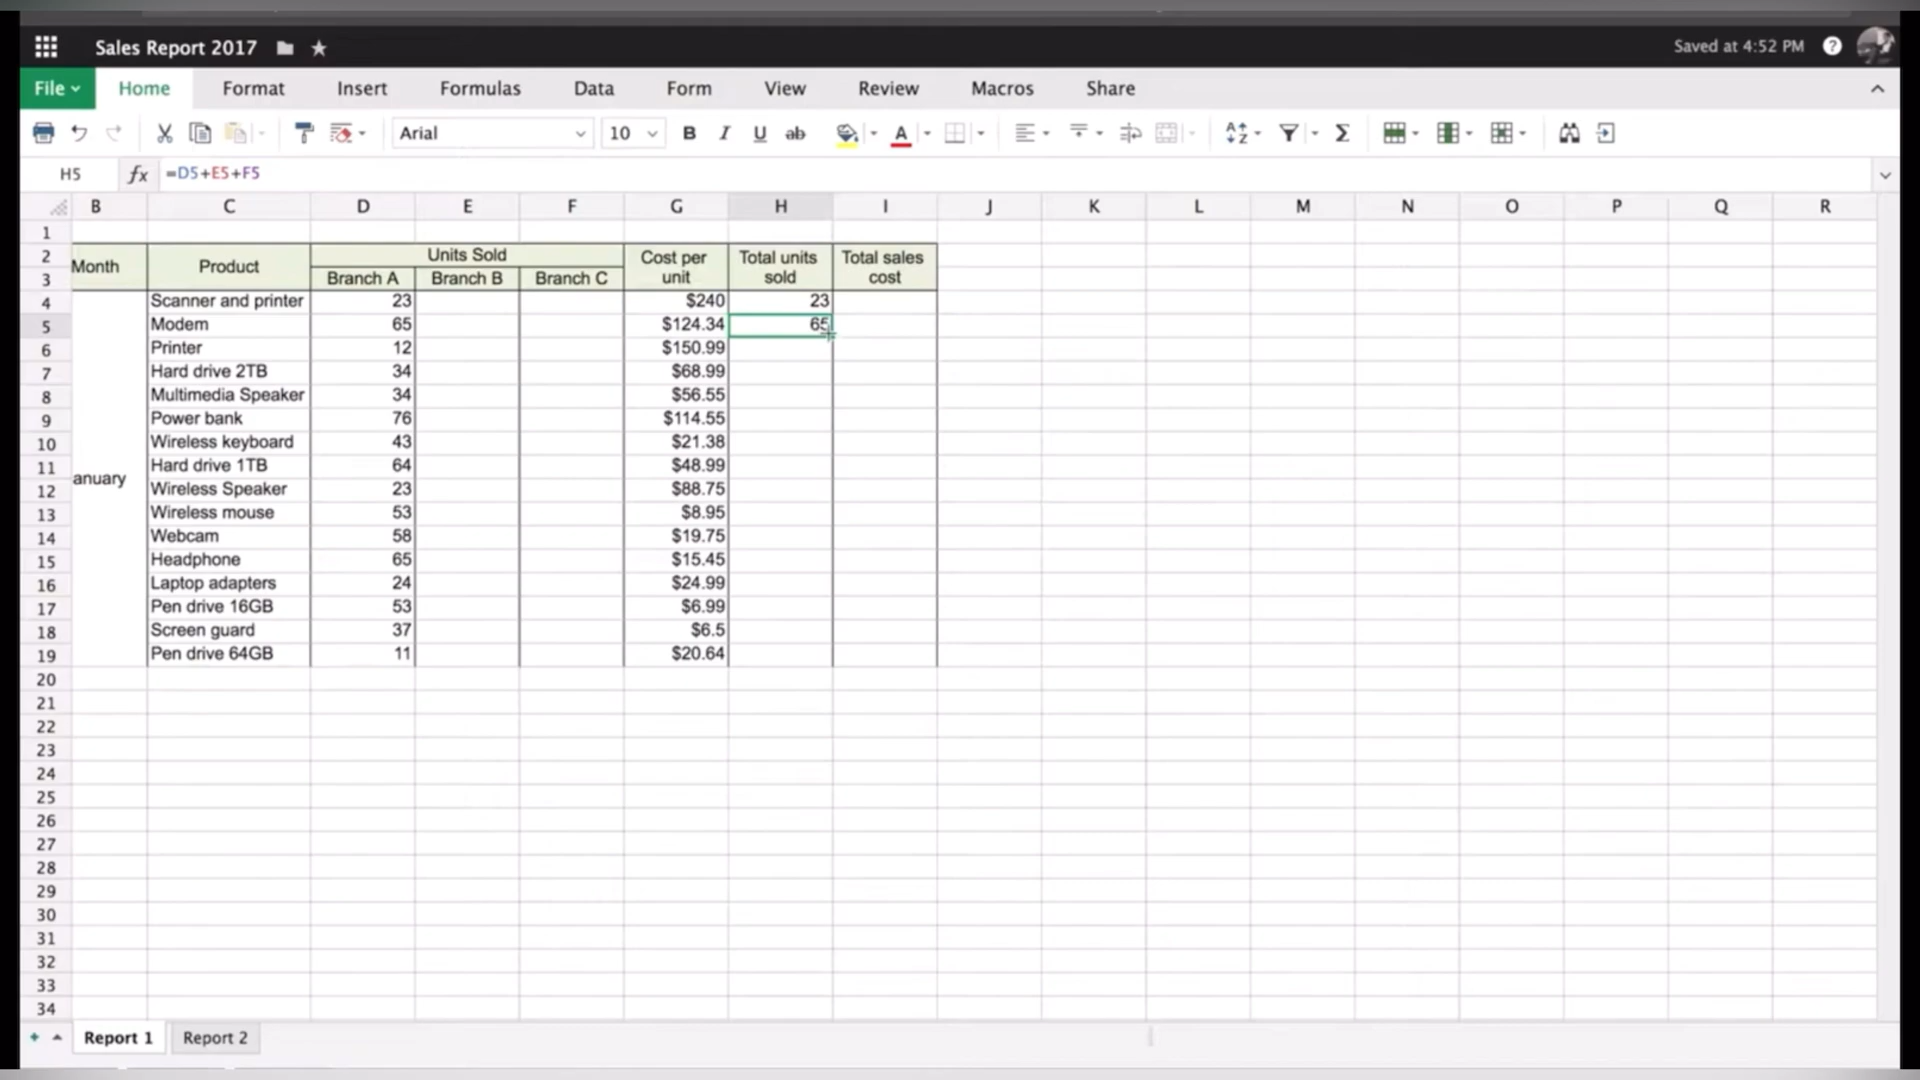 Sales Report 2017
Saved at 4:52 PM
?
File Home Format Insert Formulas Data Form View Review Macros Share
Arial 10 B I U ab A Σ
H5 fx =D5+E5+F5
B C D E F G H I J K L M N O P Q R
1
2 Month Product Units Sold Cost per unit Total units sold Total sales cost
3 Branch A Branch B Branch C
4 Scanner and printer 23 $240 23
5 Modem 65 $124.34 65
6 Printer 12 $150.99
7 Hard drive 2TB 34 $68.99
8 Multimedia Speaker 34 $56.55
9 Power bank 76 $114.55
10 Wireless keyboard 43 $21.38
11 Hard drive 1TB 64 $48.99
anuary
12 Wireless Speaker 23 $88.75
13 Wireless mouse 53 $8.95
14 Webcam 58 $19.75
15 Headphone 65 $15.45
16 Laptop adapters 24 $24.99
17 Pen drive 16GB 53 $6.99
18 Screen guard 37 $6.5
19 Pen drive 64GB 11 $20.64
20
21
22
23
24
25
26
27
28
29
30
31
32
33
34
Report 1 Report 2